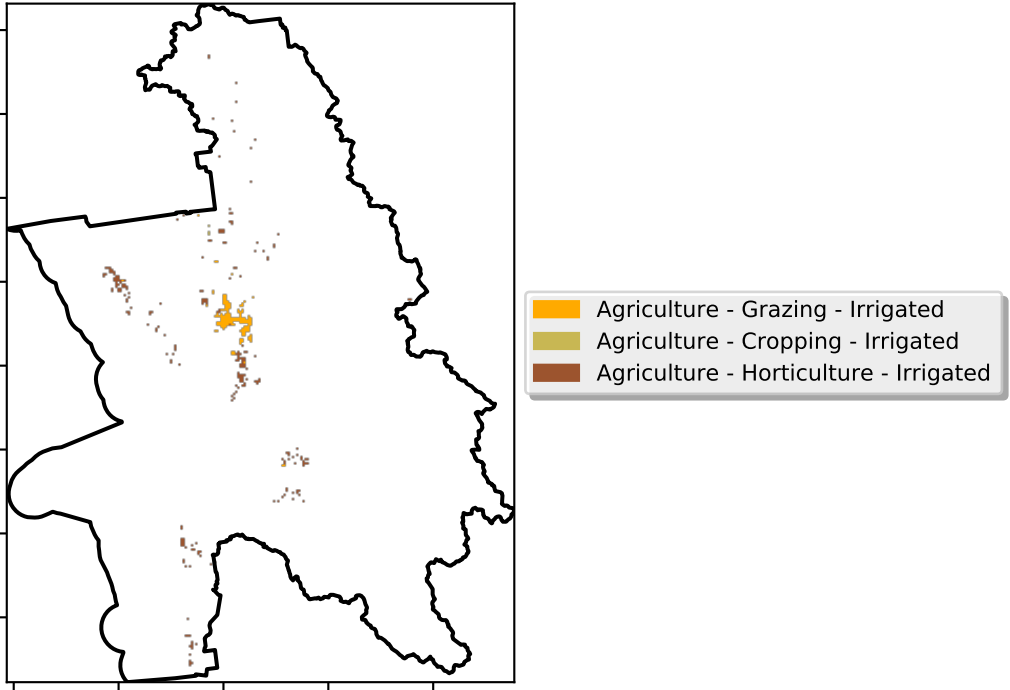 Agriculture - Grazing - Irrigated
Agriculture - Cropping - Irrigated
Agriculture - Horticulture - Irrigated